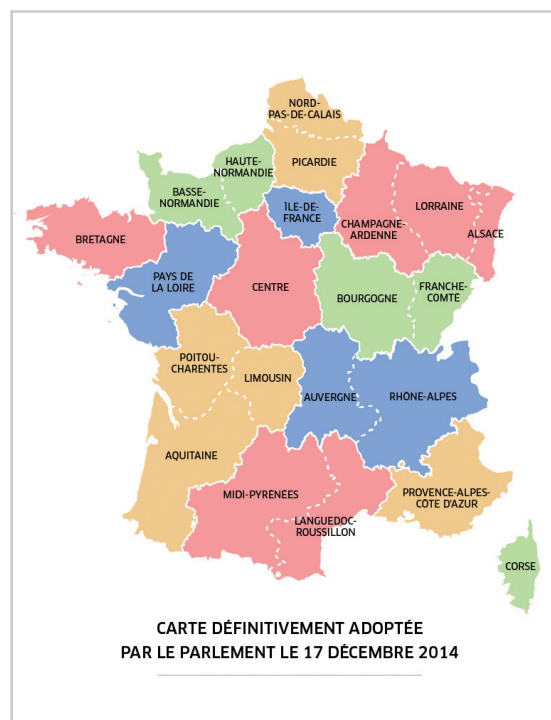 NORD-
PAS-DE-CALAIS
PICARDIE
HAUTE-
NORMANDIE
BASSE-
NORMANDIE
ÎLE-DE-
FRANCE
CHAMPAGNE-
ARDENNE
LORRAINE
ALSACE
BRETAGNE
PAYS DE
LA LOIRE
CENTRE
BOURGOGNE
FRANCHE-
COMTÉ
POITOU-
CHARENTES
LIMOUSIN
AUVERGNE
RHÔNE-ALPES
AQUITAINE
MIDI-PYRÉNÉES
LANGUEDOC-
ROUSSILLON
PROVENCE-ALPES-
CÔTE D'AZUR
CORSE
CARTE DÉFINITIVEMENT ADOPTÉE
PAR LE PARLEMENT LE 17 DÉCEMBRE 2014